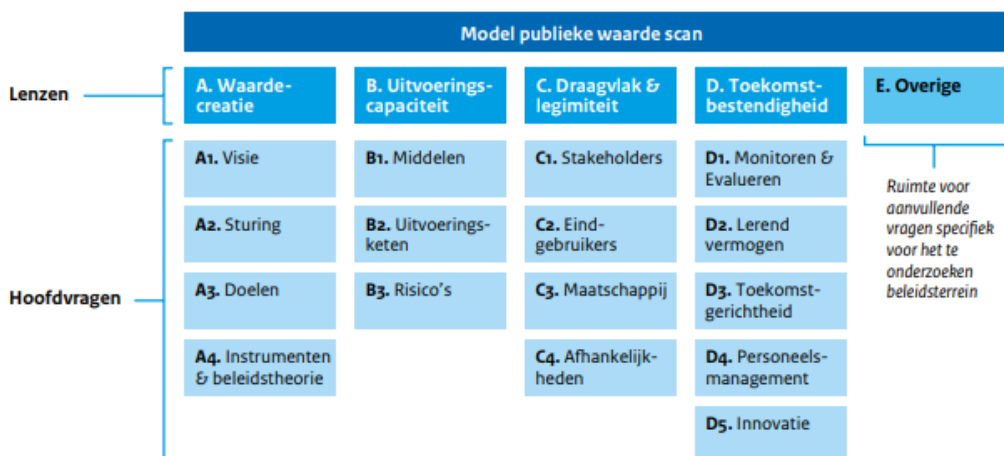 Model publieke waarde scan
Lenzen
A. Waarde-
creatie
B. Uitvoerings-
capaciteit
C. Draagvlak &
legimiteit
D. Toekomst-
bestendigheid
E. Overige
Hoofdvragen
A1. Visie
A2. Sturing
A3. Doelen
A4. Instrumenten
& beleidstheorie
B1. Middelen
B2. Uitvoerings-
keten
B3. Risico's
C1. Stakeholders
C2. Eind-
gebruikers
C3. Maatschappij
C4. Afhankelijk-
heden
D1. Monitoren &
Evalueren
D2. Lerend
vermogen
D3. Toekomst-
gerichtheid
D4. Personeels-
management
D5. Innovatie
Ruimte voor
aanvullende
vragen specifiek
voor het te
onderzoeken
beleidsterrein